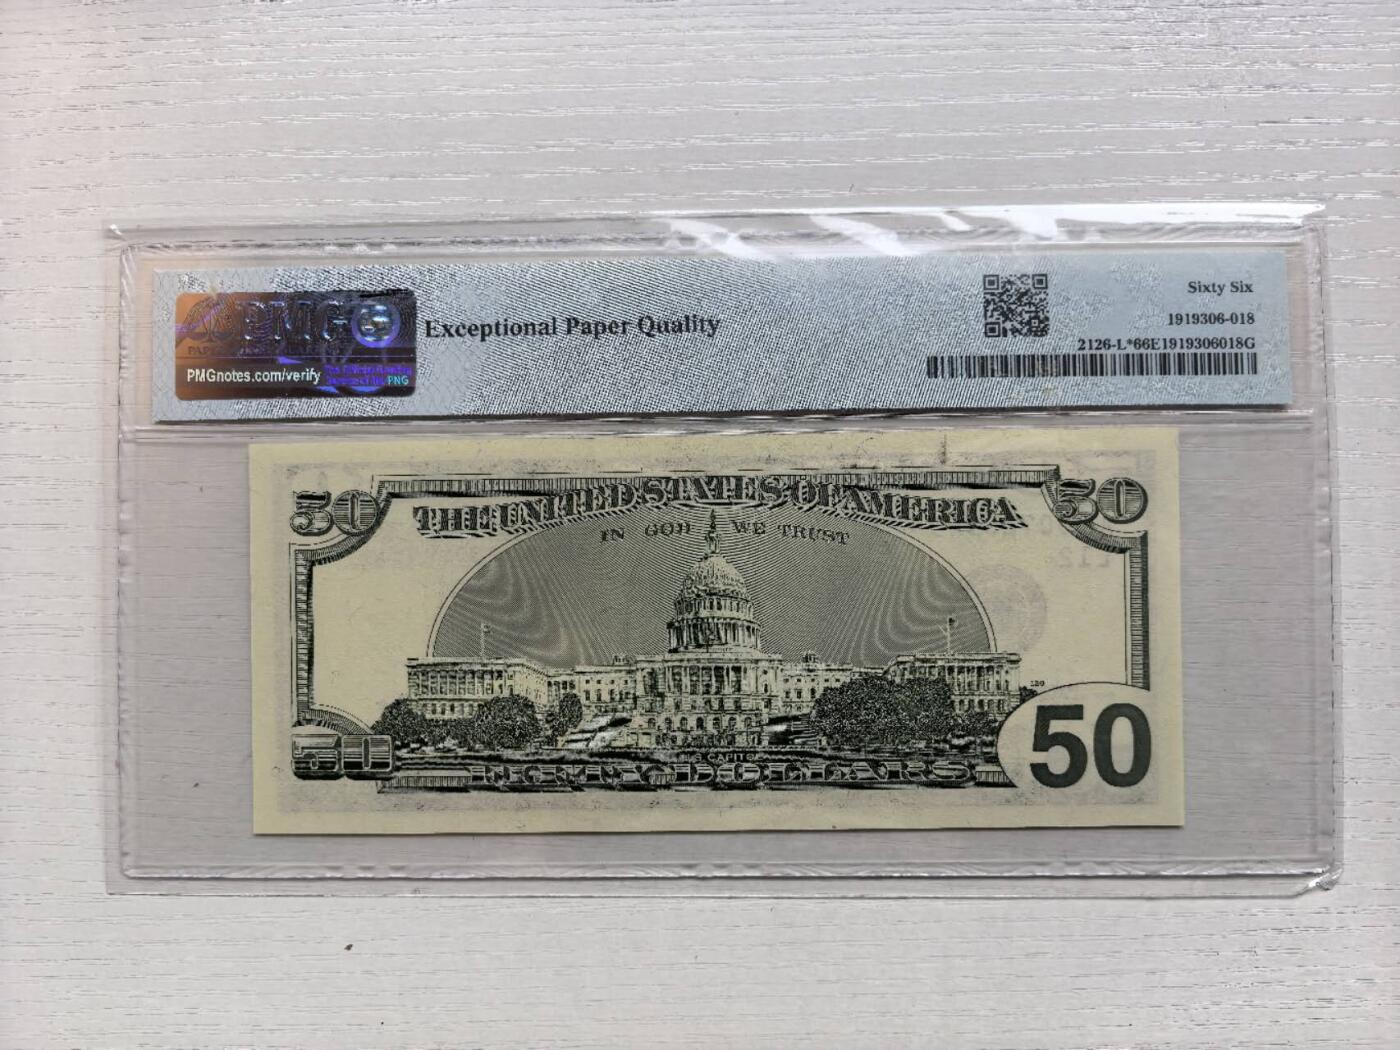 PMG
PMGnotes.com/verify
PNG
Exceptional Paper Quality
Sixty Six
1919306-018
2126-L*66E1919306018G
50
THE UNITED STATES OF AMERICA
50
IN GOD WE TRUST
50
FIFTY DOLLARS
50